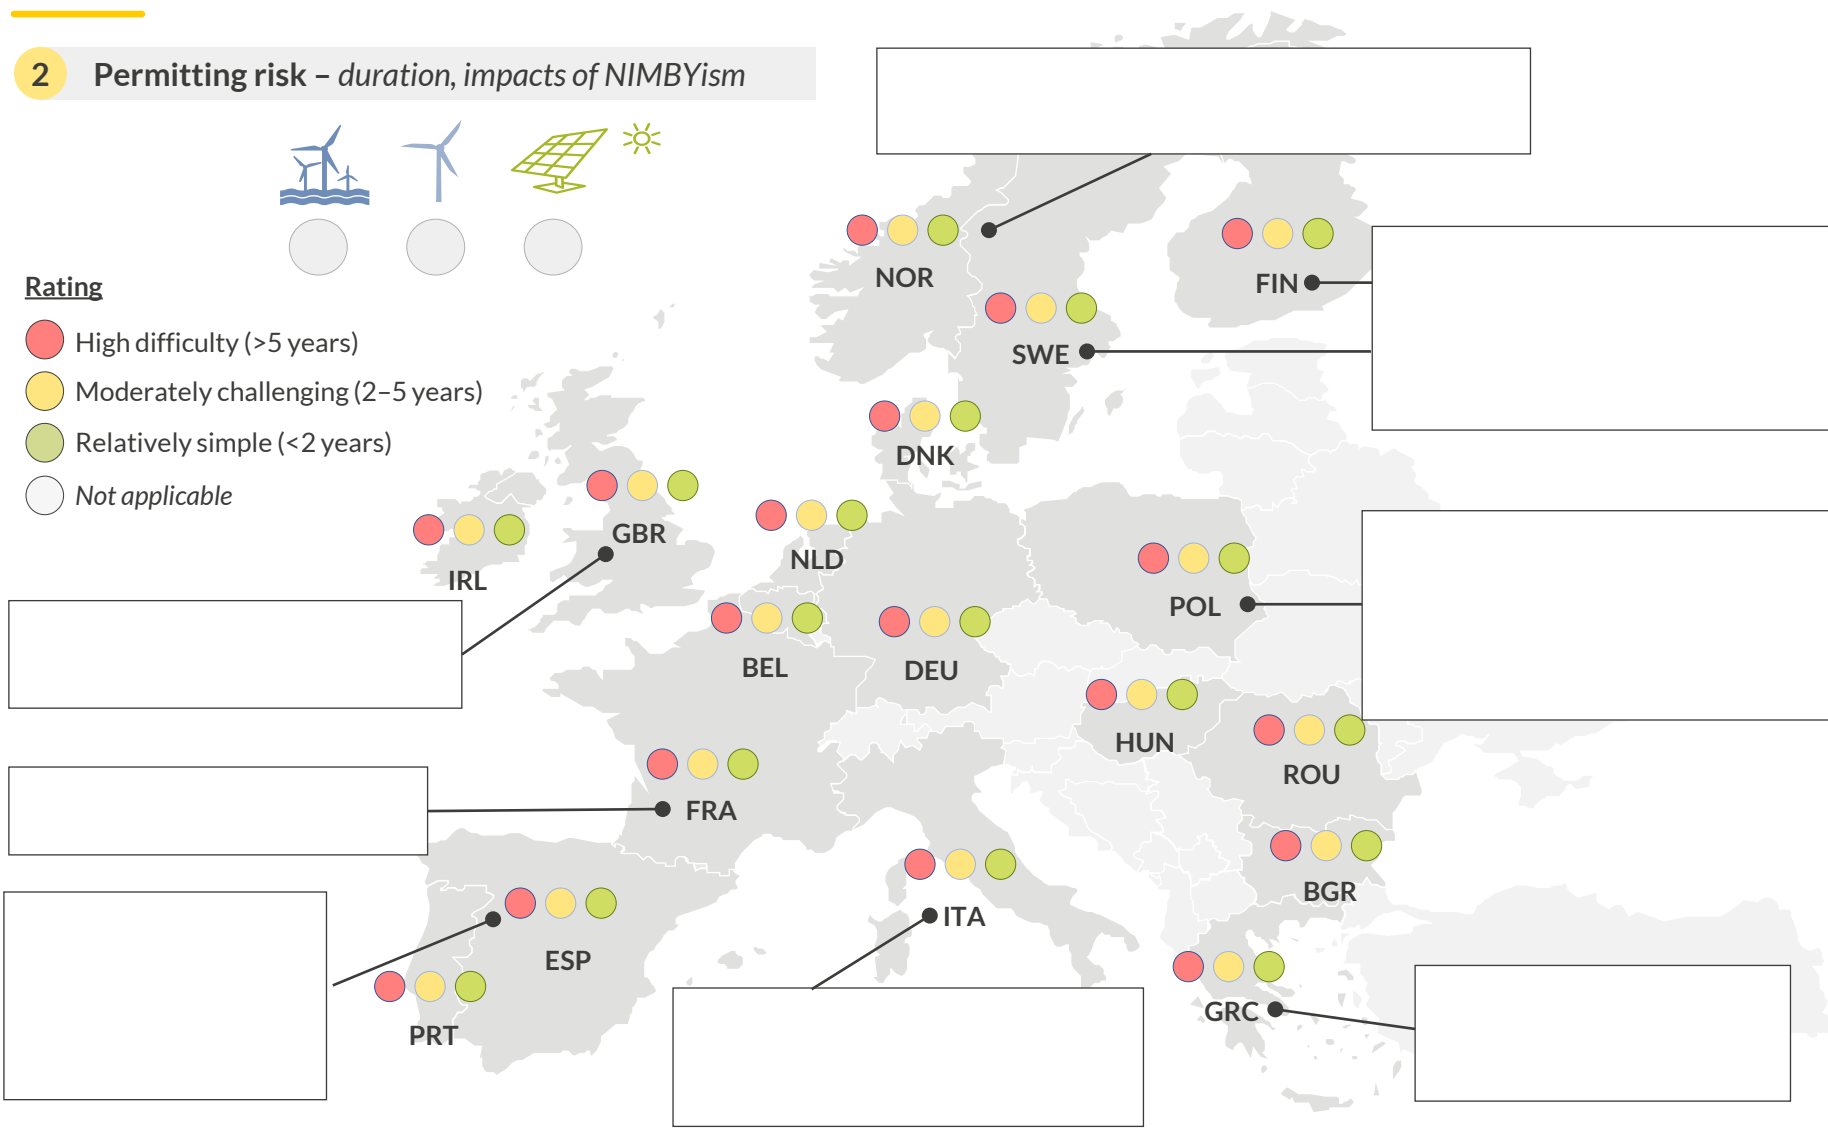 2
Permitting risk – duration, impacts of NIMBYism
Rating
High difficulty (>5 years)
Moderately challenging (2–5 years)
Relatively simple (<2 years)
Not applicable
NOR
FIN
SWE
DNK
GBR
NLD
IRL
POL
BEL
DEU
HUN
ROU
FRA
BGR
ITA
ESP
GRC
PRT